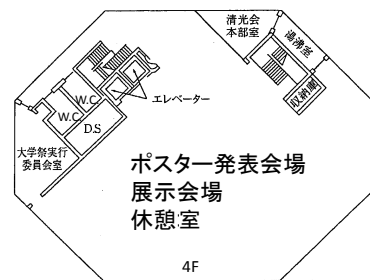 清光会
本部室
湯沸室
収納庫
エレベーター
W.C.
W.C.
D.S
大学祭実行
委員会室
ポスター発表会場
展示会場
休憩室
4F